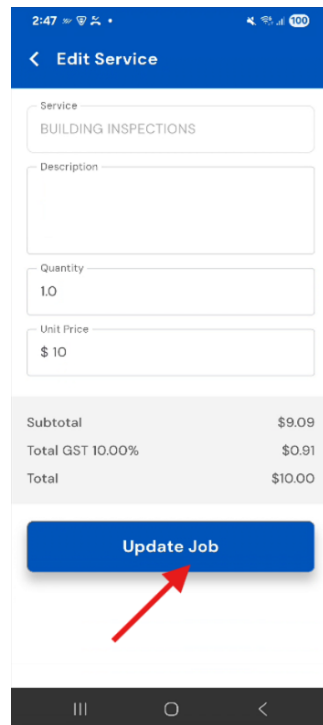 2:47
100
Edit Service
Service
BUILDING INSPECTIONS
Description
Quantity
1.0
Unit Price
$ 10
Subtotal $9.09
Total GST 10.00% $0.91
Total $10.00
Update Job